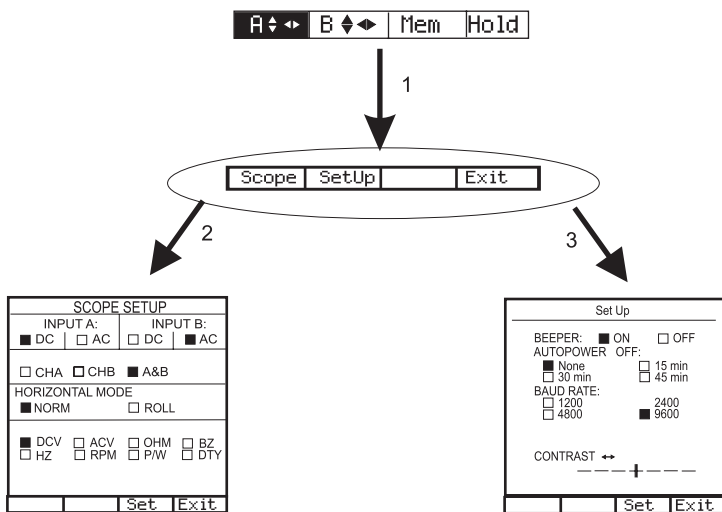 A B Mem Hold
1
Scope SetUp Exit
2
3
SCOPE SETUP
INPUT A: INPUT B:
DC AC DC AC
CHA CHB A&B
HORIZONTAL MODE
NORM ROLL
DCV ACV OHM BZ
HZ RPM P/W DTY
Set Exit
Set Up
BEEPER: ON OFF
AUTOPOWER OFF:
None 15 min
30 min 45 min
BAUD RATE:
1200 2400
4800 9600
CONTRAST
Set Exit